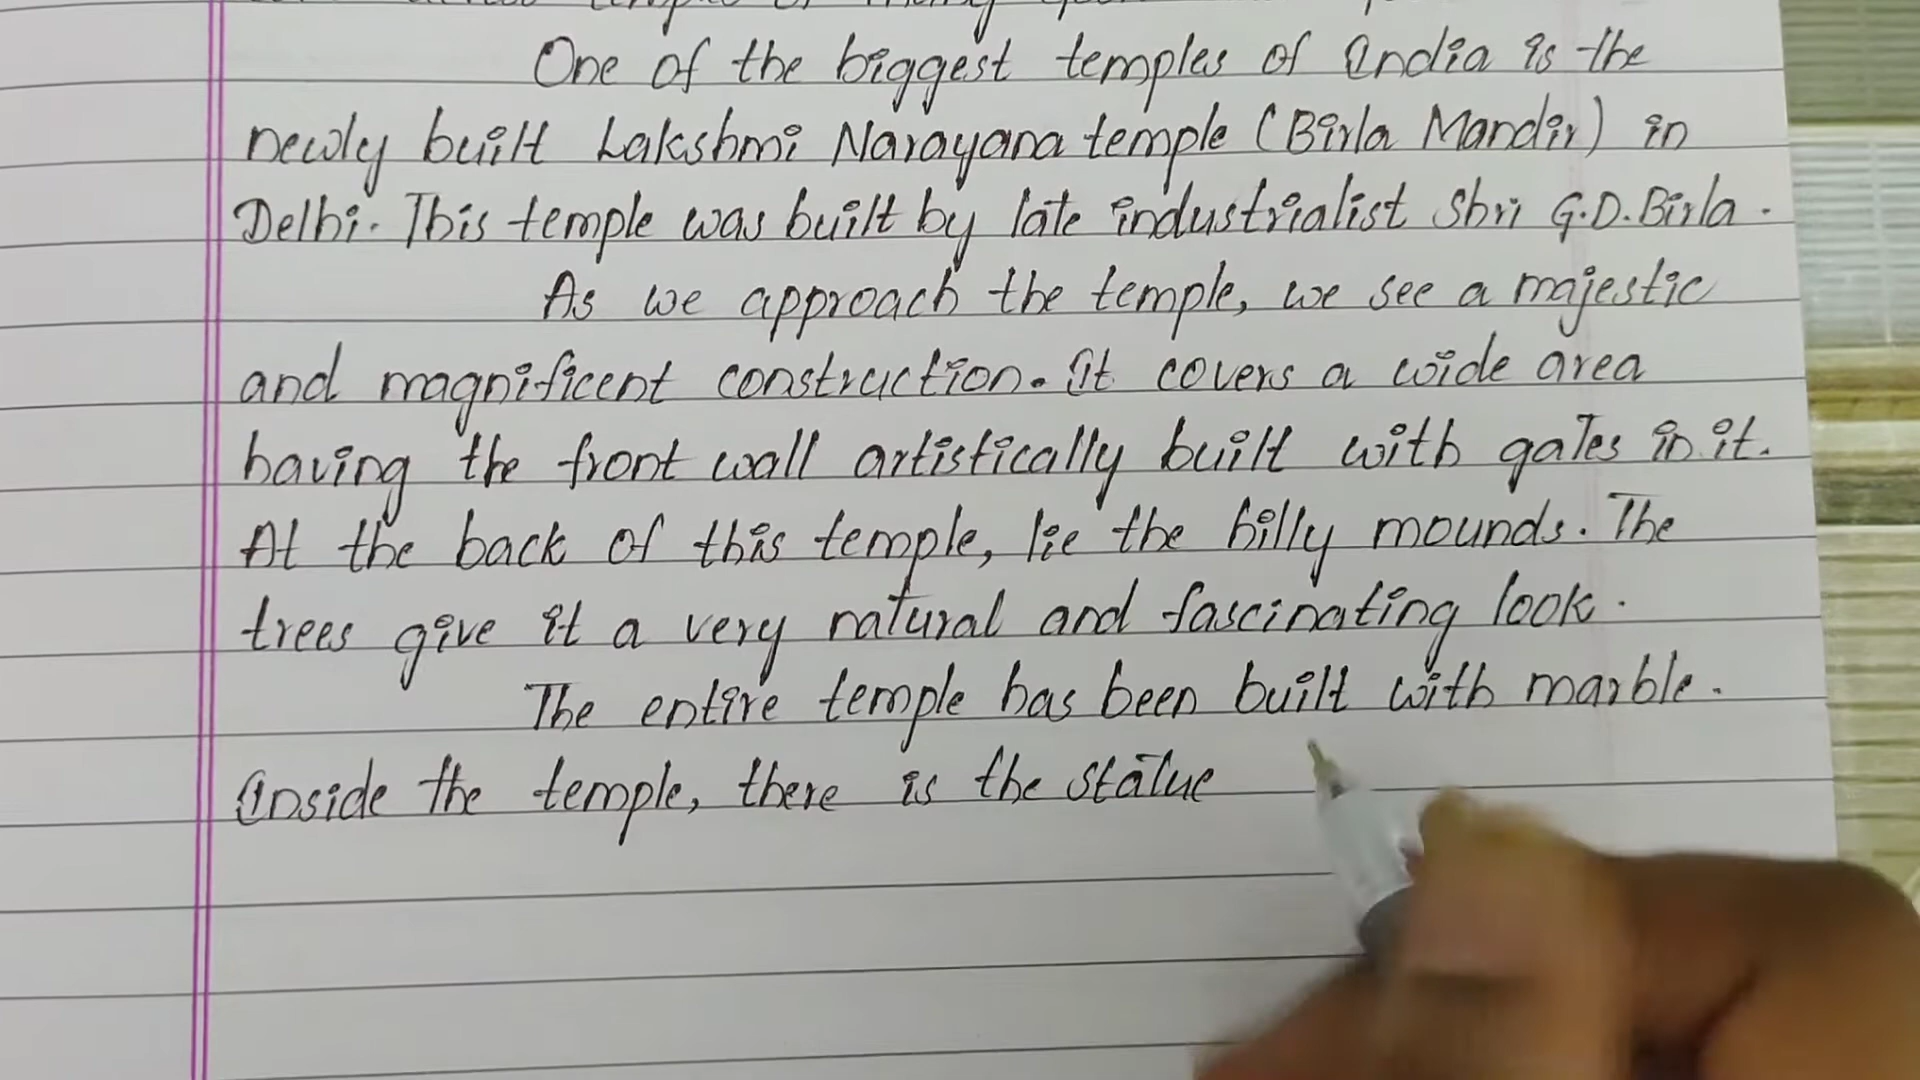 One of the biggest temples of India is the
newly built Lakshmi Narayana temple (Birla Mandir) in
Delhi. This temple was built by late industrialist Shri G.D.Birla.
As we approach the temple, we see a majestic
and magnificent construction. It covers a wide area
having the front wall artistically built with gates in it.
At the back of this temple, lie the hilly mounds. The
trees give it a very natural and fascinating look.
The entire temple has been built with marble.
Inside the temple, there is the statue